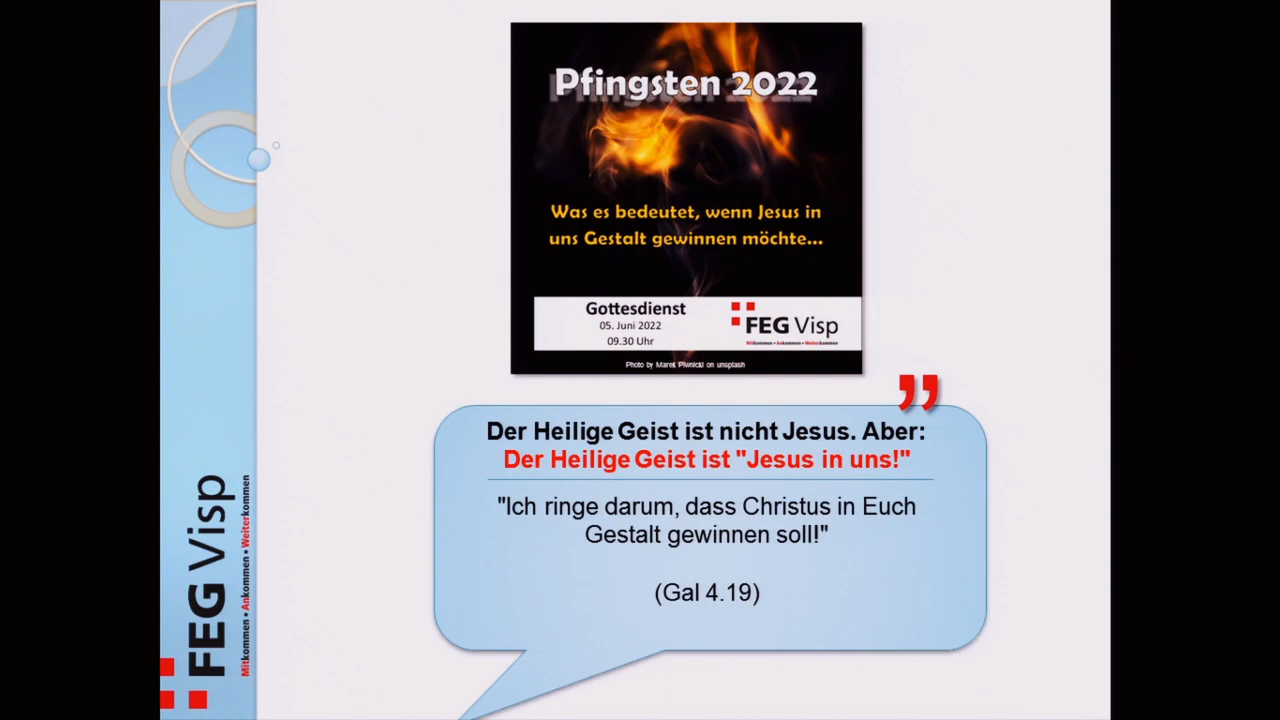 Pfingsten 2022
Was es bedeutet, wenn Jesus in
uns Gestalt gewinnen möchte...
Gottesdienst
05. Juni 2022
09.30 Uhr
FEG Visp
Mitkommen • Ankommen • Weiterkommen
Photo by Marek Piwnicki on unsplash
”
Der Heilige Geist ist nicht Jesus. Aber:
Der Heilige Geist ist "Jesus in uns!"
"Ich ringe darum, dass Christus in Euch
Gestalt gewinnen soll!"
(Gal 4.19)
FEG Visp
Mitkommen • Ankommen • Weiterkommen